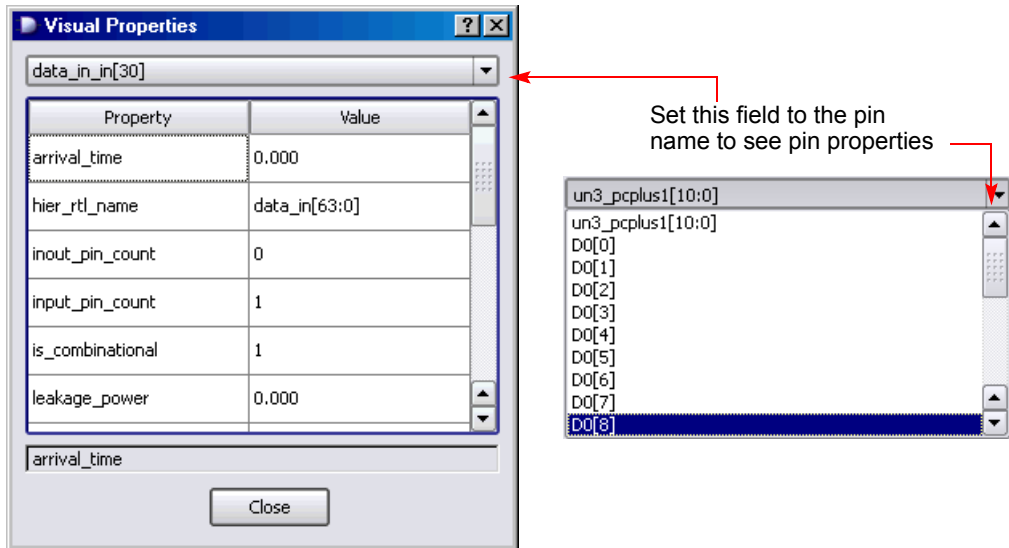 Visual Properties
data_in_in[30]
Property Value
arrival_time 0.000
hier_rtl_name data_in[63:0]
inout_pin_count 0
input_pin_count 1
is_combinational 1
leakage_power 0.000
arrival_time
Close
Set this field to the pin
name to see pin properties
un3_pcplus1[10:0]
un3_pcplus1[10:0]
D0[0]
D0[1]
D0[2]
D0[3]
D0[4]
D0[5]
D0[6]
D0[7]
D0[8]